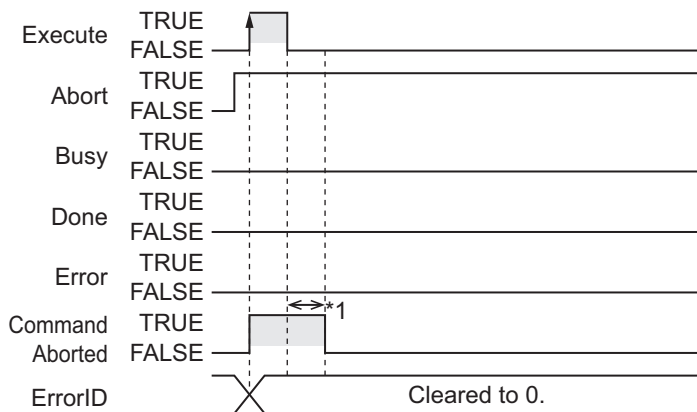 Execute TRUE
FALSE
Abort TRUE
FALSE
Busy TRUE
FALSE
Done TRUE
FALSE
Error TRUE
FALSE
*1
Command TRUE
Aborted FALSE
ErrorID Cleared to 0.